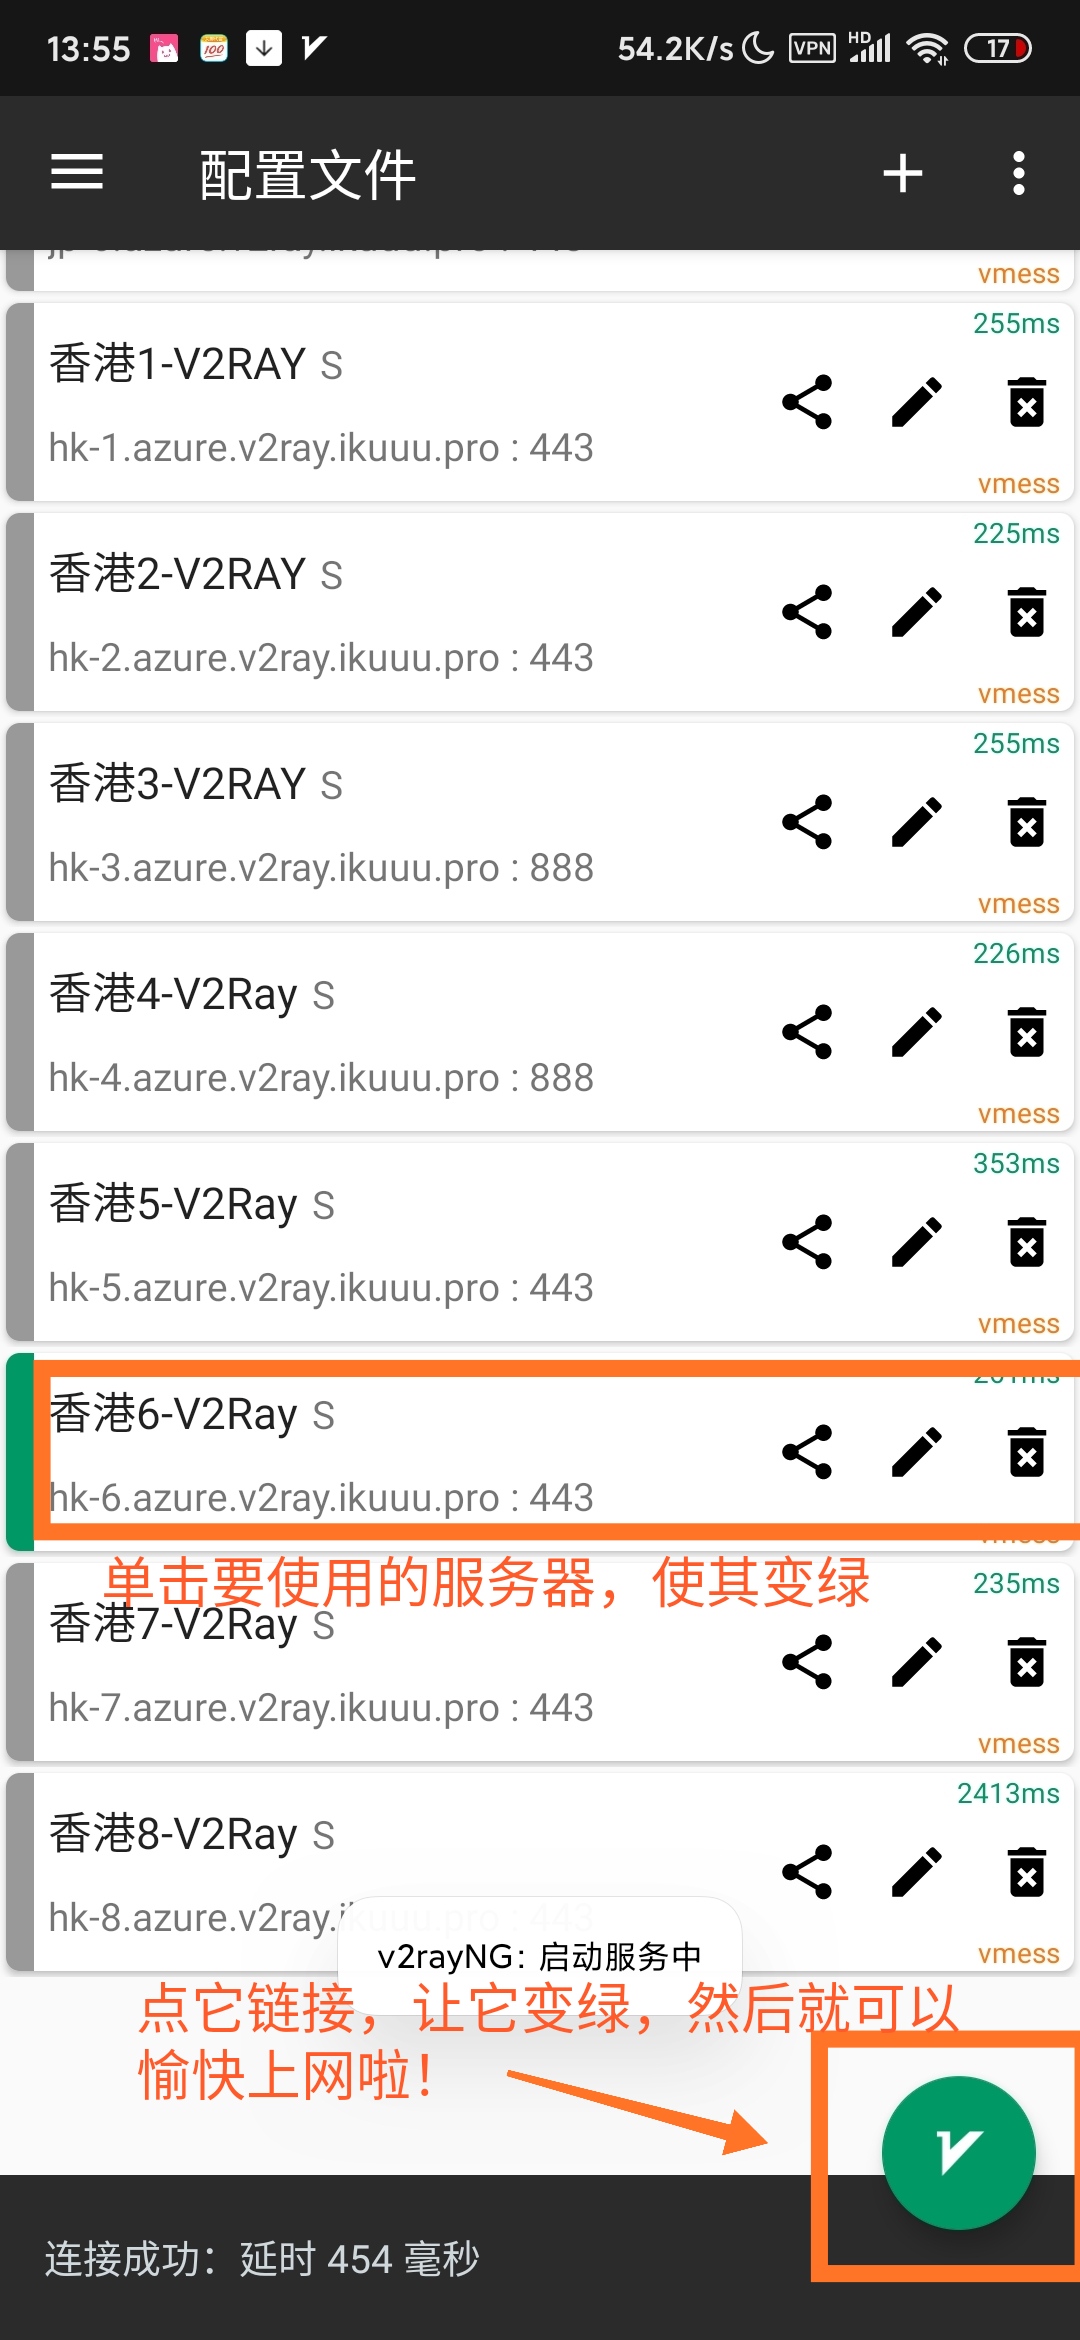 13:55
54.2K/s
VPN
HD
17
配置文件
vmess
香港1-V2RAY S
255ms
hk-1.azure.v2ray.ikuuu.pro : 443
vmess
香港2-V2RAY S
225ms
hk-2.azure.v2ray.ikuuu.pro : 443
vmess
香港3-V2RAY S
255ms
hk-3.azure.v2ray.ikuuu.pro : 888
vmess
香港4-V2Ray S
226ms
hk-4.azure.v2ray.ikuuu.pro : 888
vmess
香港5-V2Ray S
353ms
hk-5.azure.v2ray.ikuuu.pro : 443
vmess
香港6-V2Ray S
hk-6.azure.v2ray.ikuuu.pro : 443
单击要使用的服务器，使其变绿
235ms
香港7-V2Ray S
hk-7.azure.v2ray.ikuuu.pro : 443
vmess
2413ms
香港8-V2Ray S
hk-8.azure.v2ray.ikuuu.pro : 443
vmess
v2rayNG: 启动服务中
点它链接，让它变绿，然后就可以
愉快上网啦！
连接成功：延时 454 毫秒